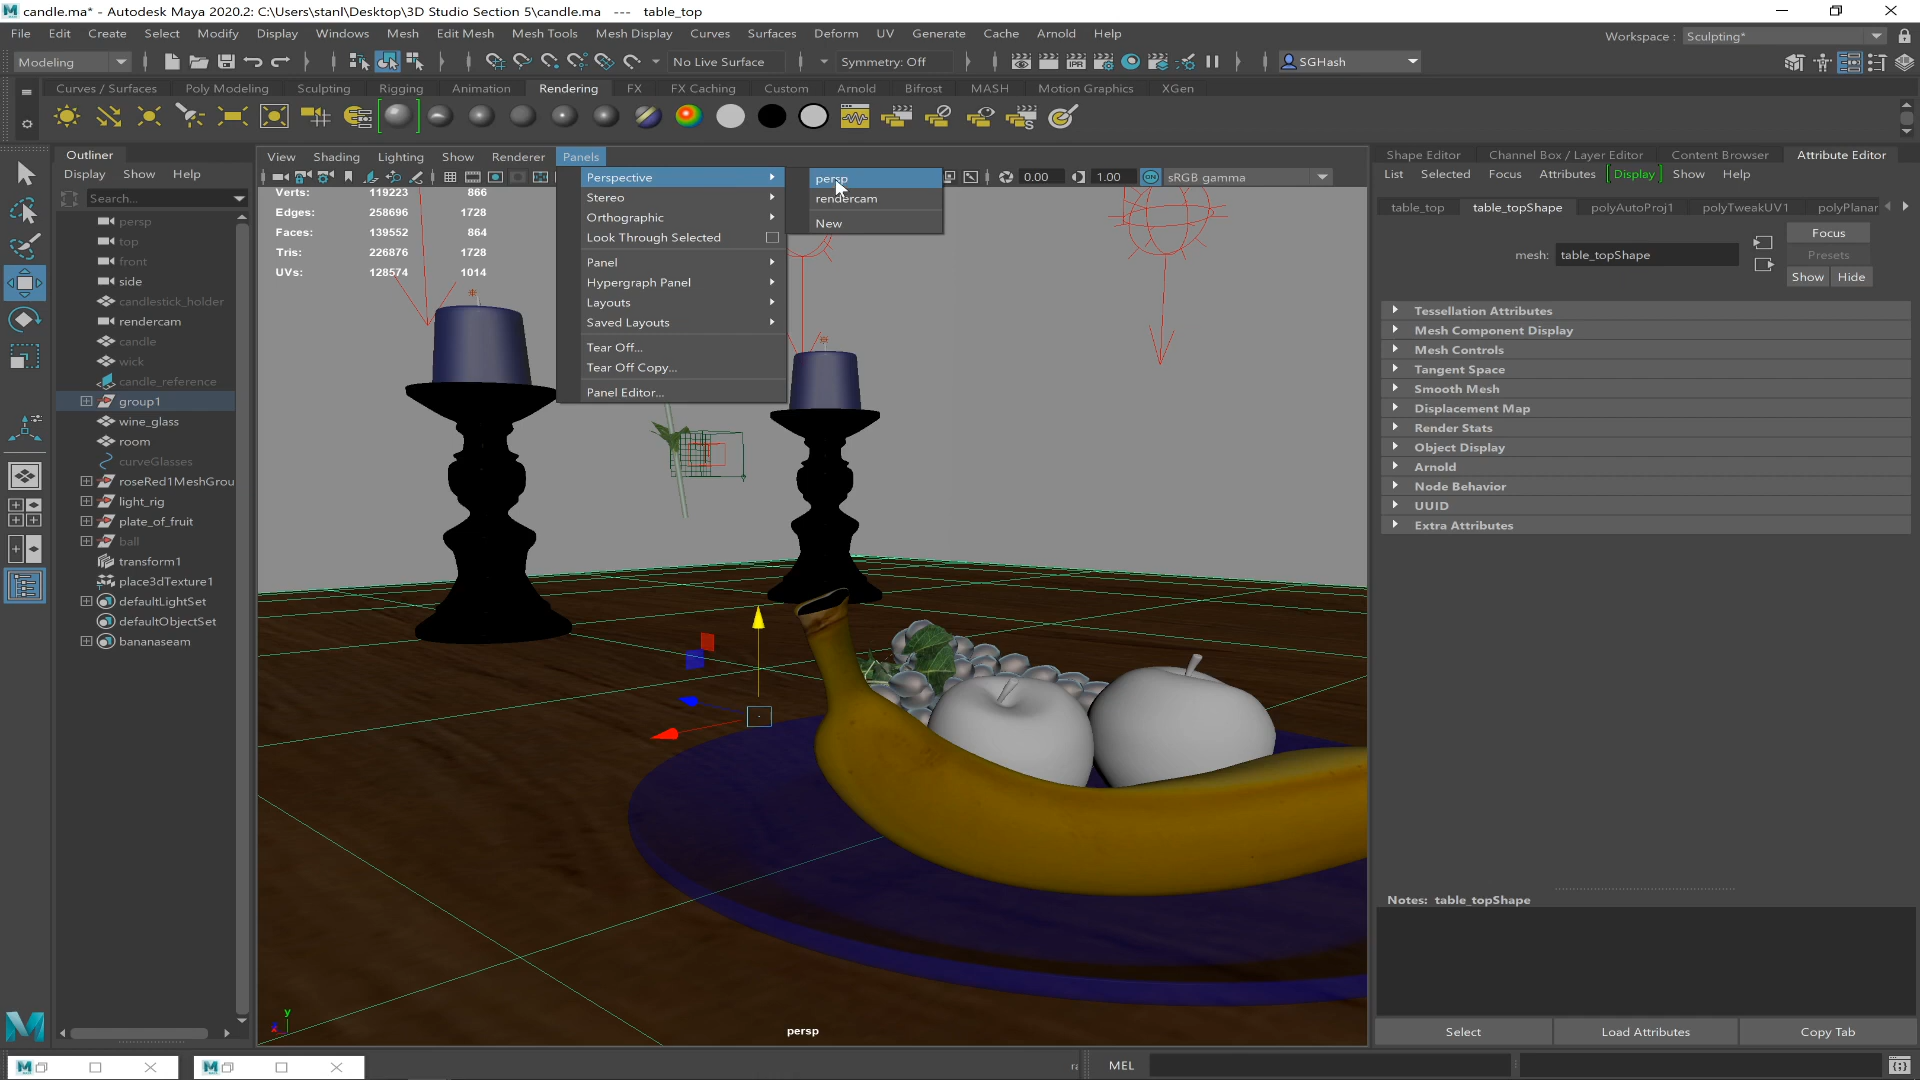 candle.ma* - Autodesk Maya 2020.2: C:\Users\stanl\Desktop\3D Studio Section 5\candle.ma --- table_top
File Edit Create Select Modify Display Windows Mesh Edit Mesh Mesh Tools Mesh Display Curves Surfaces Deform UV Generate Cache Arnold Help
Workspace : Sculpting*
Modeling No Live Surface Symmetry: Off SGHash
Curves / Surfaces Poly Modeling Sculpting Rigging Animation Rendering FX FX Caching Custom Arnold Bifrost MASH Motion Graphics XGen
IPR
Outliner
Display Show Help
Search...
persp
top
front
side
candlestick_holder
rendercam
candle
wick
candle_reference
group1
wine_glass
room
curveGlasses
roseRed1MeshGrou
light_rig
plate_of_fruit
ball
transform1
place3dTexture1
defaultLightSet
defaultObjectSet
bananaseam
View Shading Lighting Show Renderer Panels
0.00 1.00 ON sRGB gamma
Verts: 119223 866
Edges: 258696 1728
Faces: 139552 864
Tris: 226876 1728
UVs: 128574 1014
Perspective
Stereo
Orthographic
Look Through Selected
Panel
Hypergraph Panel
Layouts
Saved Layouts
Tear Off...
Tear Off Copy...
Panel Editor...
persp
rendercam
New
y
persp
Shape Editor Channel Box / Layer Editor Content Browser Attribute Editor
List Selected Focus Attributes Display Show Help
table_top table_topShape polyAutoProj1 polyTweakUV1 polyPlanar
Focus
Presets
mesh: table_topShape
Show Hide
Tessellation Attributes
Mesh Component Display
Mesh Controls
Tangent Space
Smooth Mesh
Displacement Map
Render Stats
Object Display
Arnold
Node Behavior
UUID
Extra Attributes
Notes: table_topShape
Select Load Attributes Copy Tab
MEL